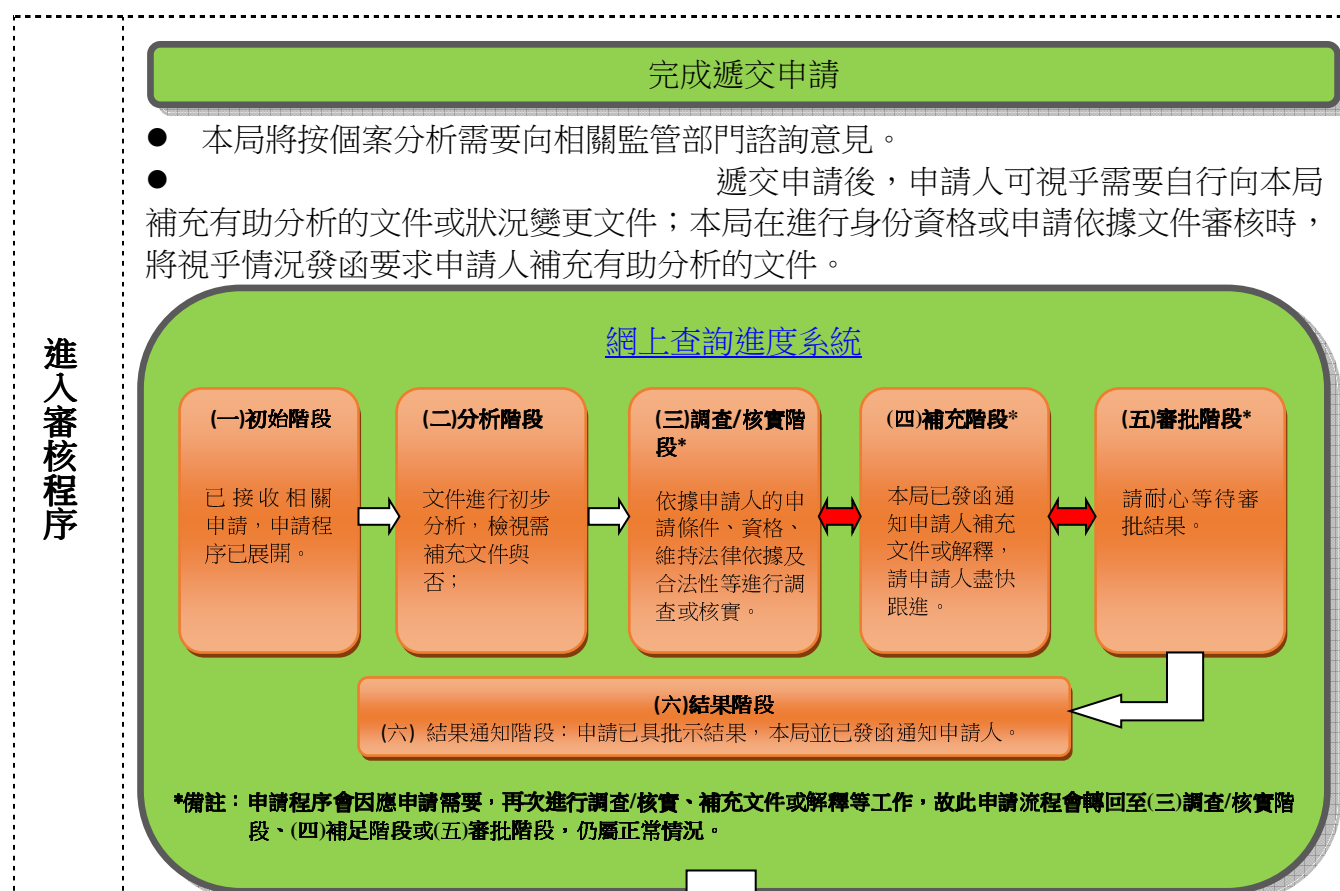 完成遞交申請
● 本局將按個案分析需要向相關監管部門諮詢意見。
● 遞交申請後，申請人可視乎需要自行向本局
補充有助分析的文件或狀況變更文件；本局在進行身份資格或申請依據文件審核時，
將視乎情況發函要求申請人補充有助分析的文件。
進入審核程序
網上查詢進度系統
(一)初始階段
已接收相關
申請，申請程
序已展開。
(二)分析階段
文件進行初步
分析，檢視需
補充文件與
否；
(三)調查/核實階
段*
依據申請人的申
請條件、資格、
維持法律依據及
合法性等進行調
查或核實。
(四)補充階段*
本局已發函通
知申請人補充
文件或解釋，
請申請人盡快
跟進。
(五)審批階段*
請耐心等待審
批結果。
(六)結果階段
(六) 結果通知階段：申請已具批示結果，本局並已發函通知申請人。
*備註：申請程序會因應申請需要，再次進行調查/核實、補充文件或解釋等工作，故此申請流程會轉回至(三)調查/核實階
段、(四)補足階段或(五)審批階段，仍屬正常情況。